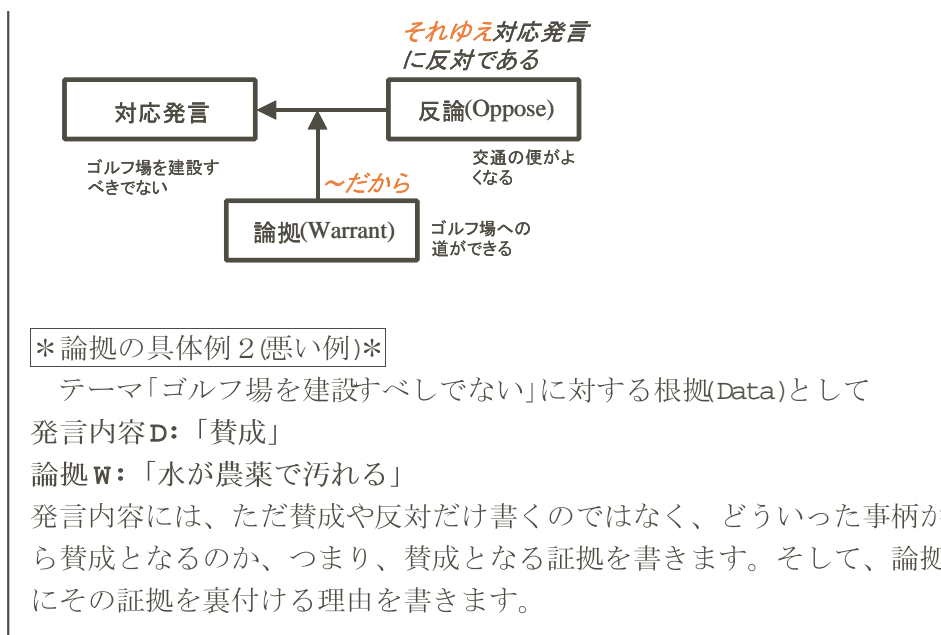 それゆえ対応発言
に反対である
対応発言
反論(Oppose)
ゴルフ場を建設す
べきでない
交通の便がよ
くなる
～だから
論拠(Warrant)
ゴルフ場への
道ができる
＊論拠の具体例２(悪い例)＊
テーマ「ゴルフ場を建設すべしでない」に対する根拠(Data)として
発言内容D:「賛成」
論拠W:「水が農薬で汚れる」
発言内容には、ただ賛成や反対だけ書くのではなく、どういった事柄か
ら賛成となるのか、つまり、賛成となる証拠を書きます。そして、論拠
にその証拠を裏付ける理由を書きます。